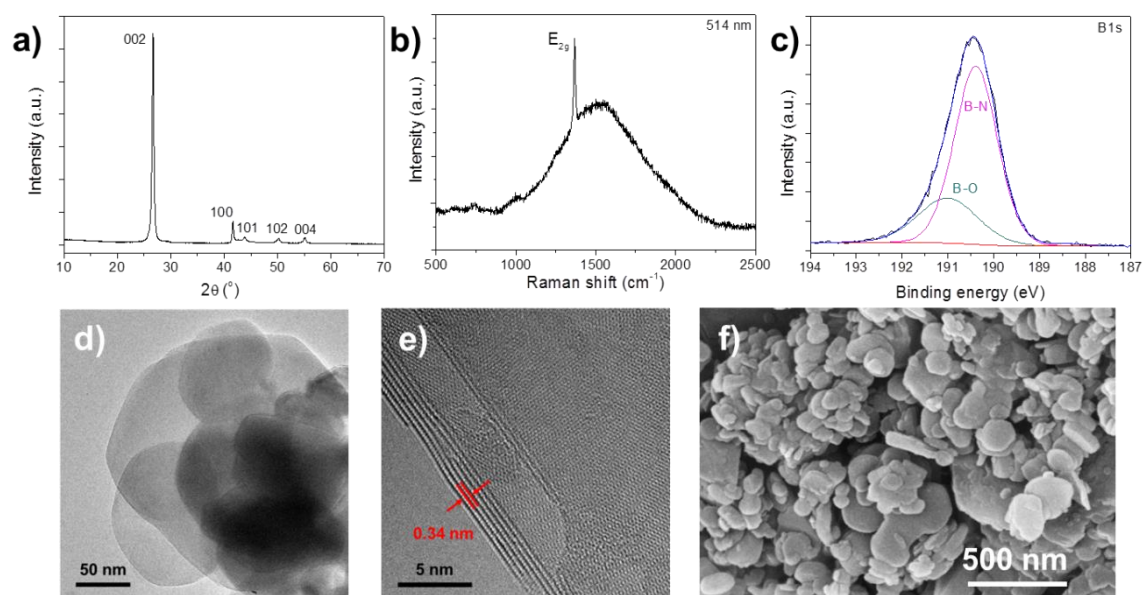 a)
002
100
101
102
004
Intensity (a.u.)
10 20 30 40 50 60 70
2θ (°)
b)
514 nm
E2g
Intensity (a.u.)
500 1000 1500 2000 2500
Raman shift (cm-1)
c)
B1s
B-N
B-O
Intensity (a.u.)
194 193 192 191 190 189 188 187
Binding energy (eV)
d)
50 nm
e)
0.34 nm
5 nm
f)
500 nm